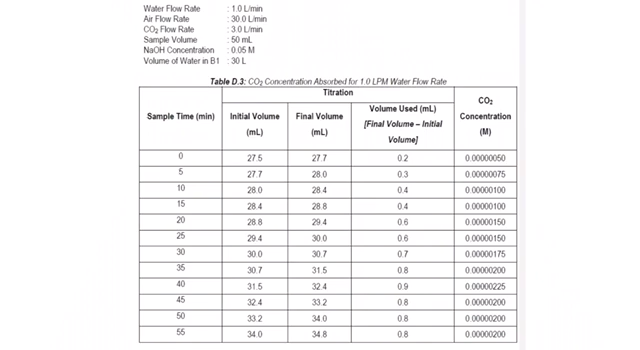 Water Flow Rate : 1.0 L/min
Air Flow Rate : 30.0 L/min
CO₂ Flow Rate : 3.0 L/min
Sample Volume : 50 mL
NaOH Concentration : 0.05 M
Volume of Water in B1 : 30 L
Table D.3: CO₂ Concentration Absorbed for 1.0 LPM Water Flow Rate
Sample Time (min) Titration CO₂ Concentration (M)
Initial Volume (mL) Final Volume (mL) Volume Used (mL) [Final Volume – Initial Volume]
0 27.5 27.7 0.2 0.00000050
5 27.7 28.0 0.3 0.00000075
10 28.0 28.4 0.4 0.00000100
15 28.4 28.8 0.4 0.00000100
20 28.8 29.4 0.6 0.00000150
25 29.4 30.0 0.6 0.00000150
30 30.0 30.7 0.7 0.00000175
35 30.7 31.5 0.8 0.00000200
40 31.5 32.4 0.9 0.00000225
45 32.4 33.2 0.8 0.00000200
50 33.2 34.0 0.8 0.00000200
55 34.0 34.8 0.8 0.00000200